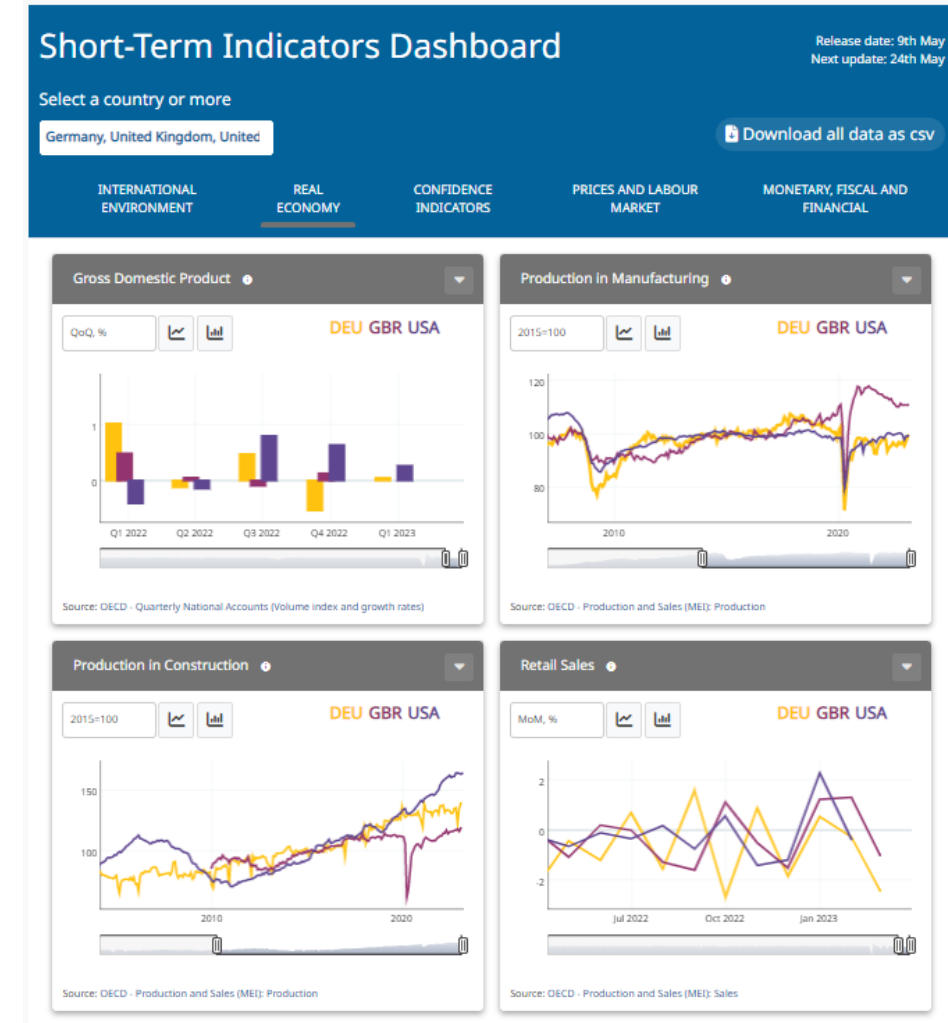 Short-Term Indicators Dashboard
Release date: 9th May
Next update: 24th May
Select a country or more
Germany, United Kingdom, United
Download all data as csv
INTERNATIONAL
ENVIRONMENT
REAL
ECONOMY
CONFIDENCE
INDICATORS
PRICES AND LABOUR
MARKET
MONETARY, FISCAL AND
FINANCIAL
Gross Domestic Product
QoQ, %
DEU GBR USA
1
0
Q1 2022 Q2 2022 Q3 2022 Q4 2022 Q1 2023
Source: OECD - Quarterly National Accounts (Volume index and growth rates)
Production in Manufacturing
2015=100
DEU GBR USA
120
100
80
2010 2020
Source: OECD - Production and Sales (MEI): Production
Production in Construction
2015=100
DEU GBR USA
150
100
2010 2020
Source: OECD - Production and Sales (MEI): Production
Retail Sales
MoM, %
DEU GBR USA
2
0
-2
Jul 2022 Oct 2022 Jan 2023
Source: OECD - Production and Sales (MEI): Sales